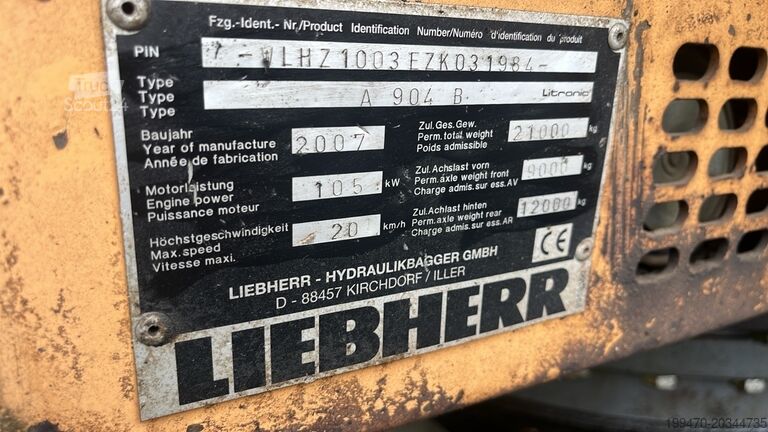 Fzg.-Ident.- Nr./Product Identification Number/Numéro d'identification du produit
PIN -WLHZ1003EZK031984-
Type
Type A 904 B Litronic
Type
Baujahr
Year of manufacture 2007
Année de fabrication
Motorleistung
Engine power 105 kW
Puissance moteur
Höchstgeschwindigkeit
Max. speed 20 km/h
Vitesse maxi.
Zul. Ges. Gew.
Perm. total weight 21000 kg
Poids admissible
Zul. Achslast vorn
Perm. axle weight front 9000 kg
Charge admis. sur ess. AV
Zul. Achslast hinten
Perm. axle weight rear 12000 kg
Charge admis. sur ess. AR
CE
LIEBHERR - HYDRAULIKBAGGER GMBH
D - 88457 KIRCHDORF / ILLER
LIEBHERR
Truck
Scout24
199470-20344735